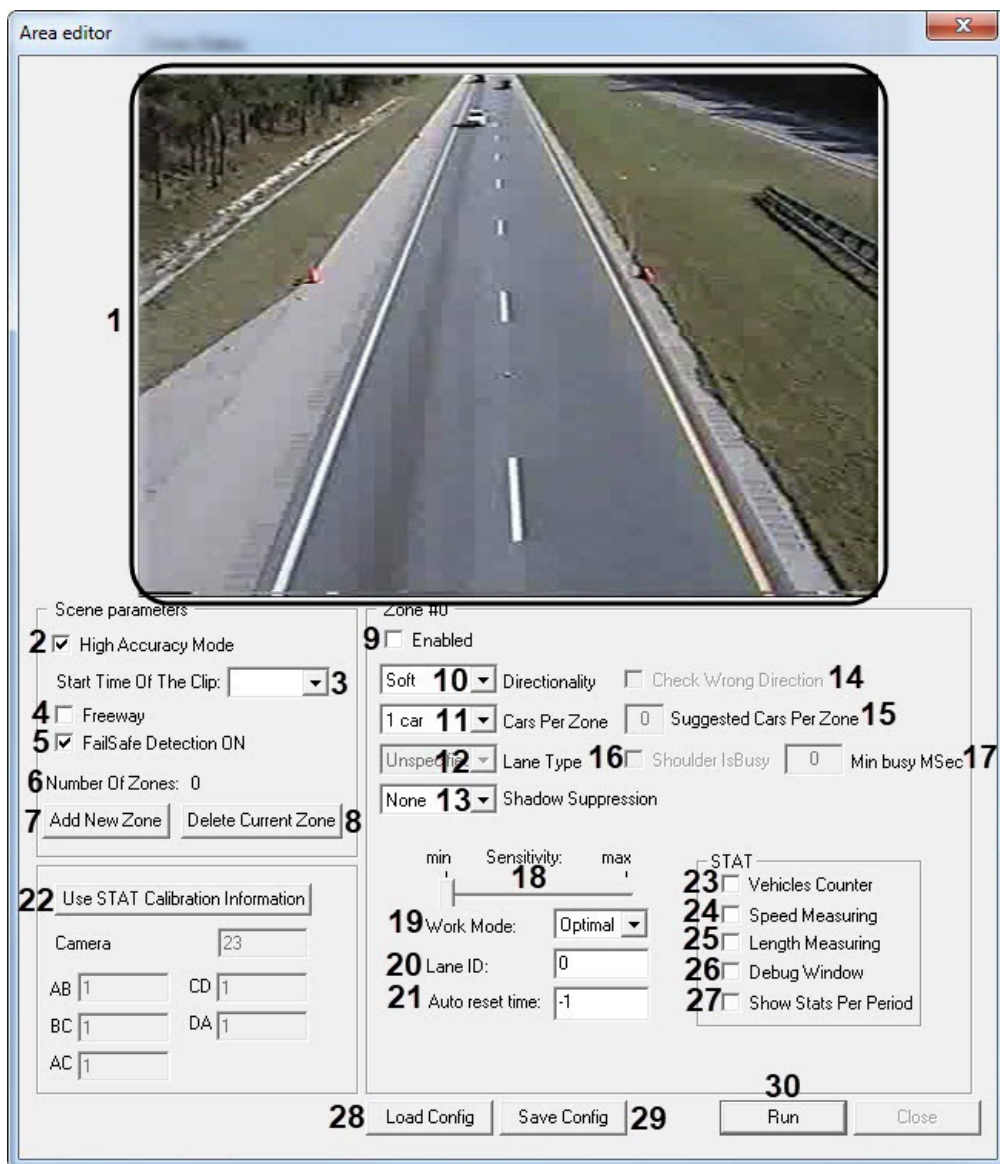 Area editor
1
Scene parameters
2 High Accuracy Mode
Start Time Of The Clip: 3
4 Freeway
5 FailSafe Detection ON
6 Number Of Zones: 0
7 Add New Zone Delete Current Zone 8
Zone #0
9 Enabled
Soft 10 Directionality Check Wrong Direction 14
1 car 11 Cars Per Zone 0 Suggested Cars Per Zone 15
Unspecified 12 Lane Type 16 Shoulder IsBusy 0 Min busy MSec 17
None 13 Shadow Suppression
min Sensitivity: max
18
19 Work Mode: Optimal
20 Lane ID: 0
21 Auto reset time: -1
STAT
23 Vehicles Counter
24 Speed Measuring
25 Length Measuring
26 Debug Window
27 Show Stats Per Period
22 Use STAT Calibration Information
Camera 23
AB 1 CD 1
BC 1 DA 1
AC 1
30
28 Load Config Save Config 29 Run Close